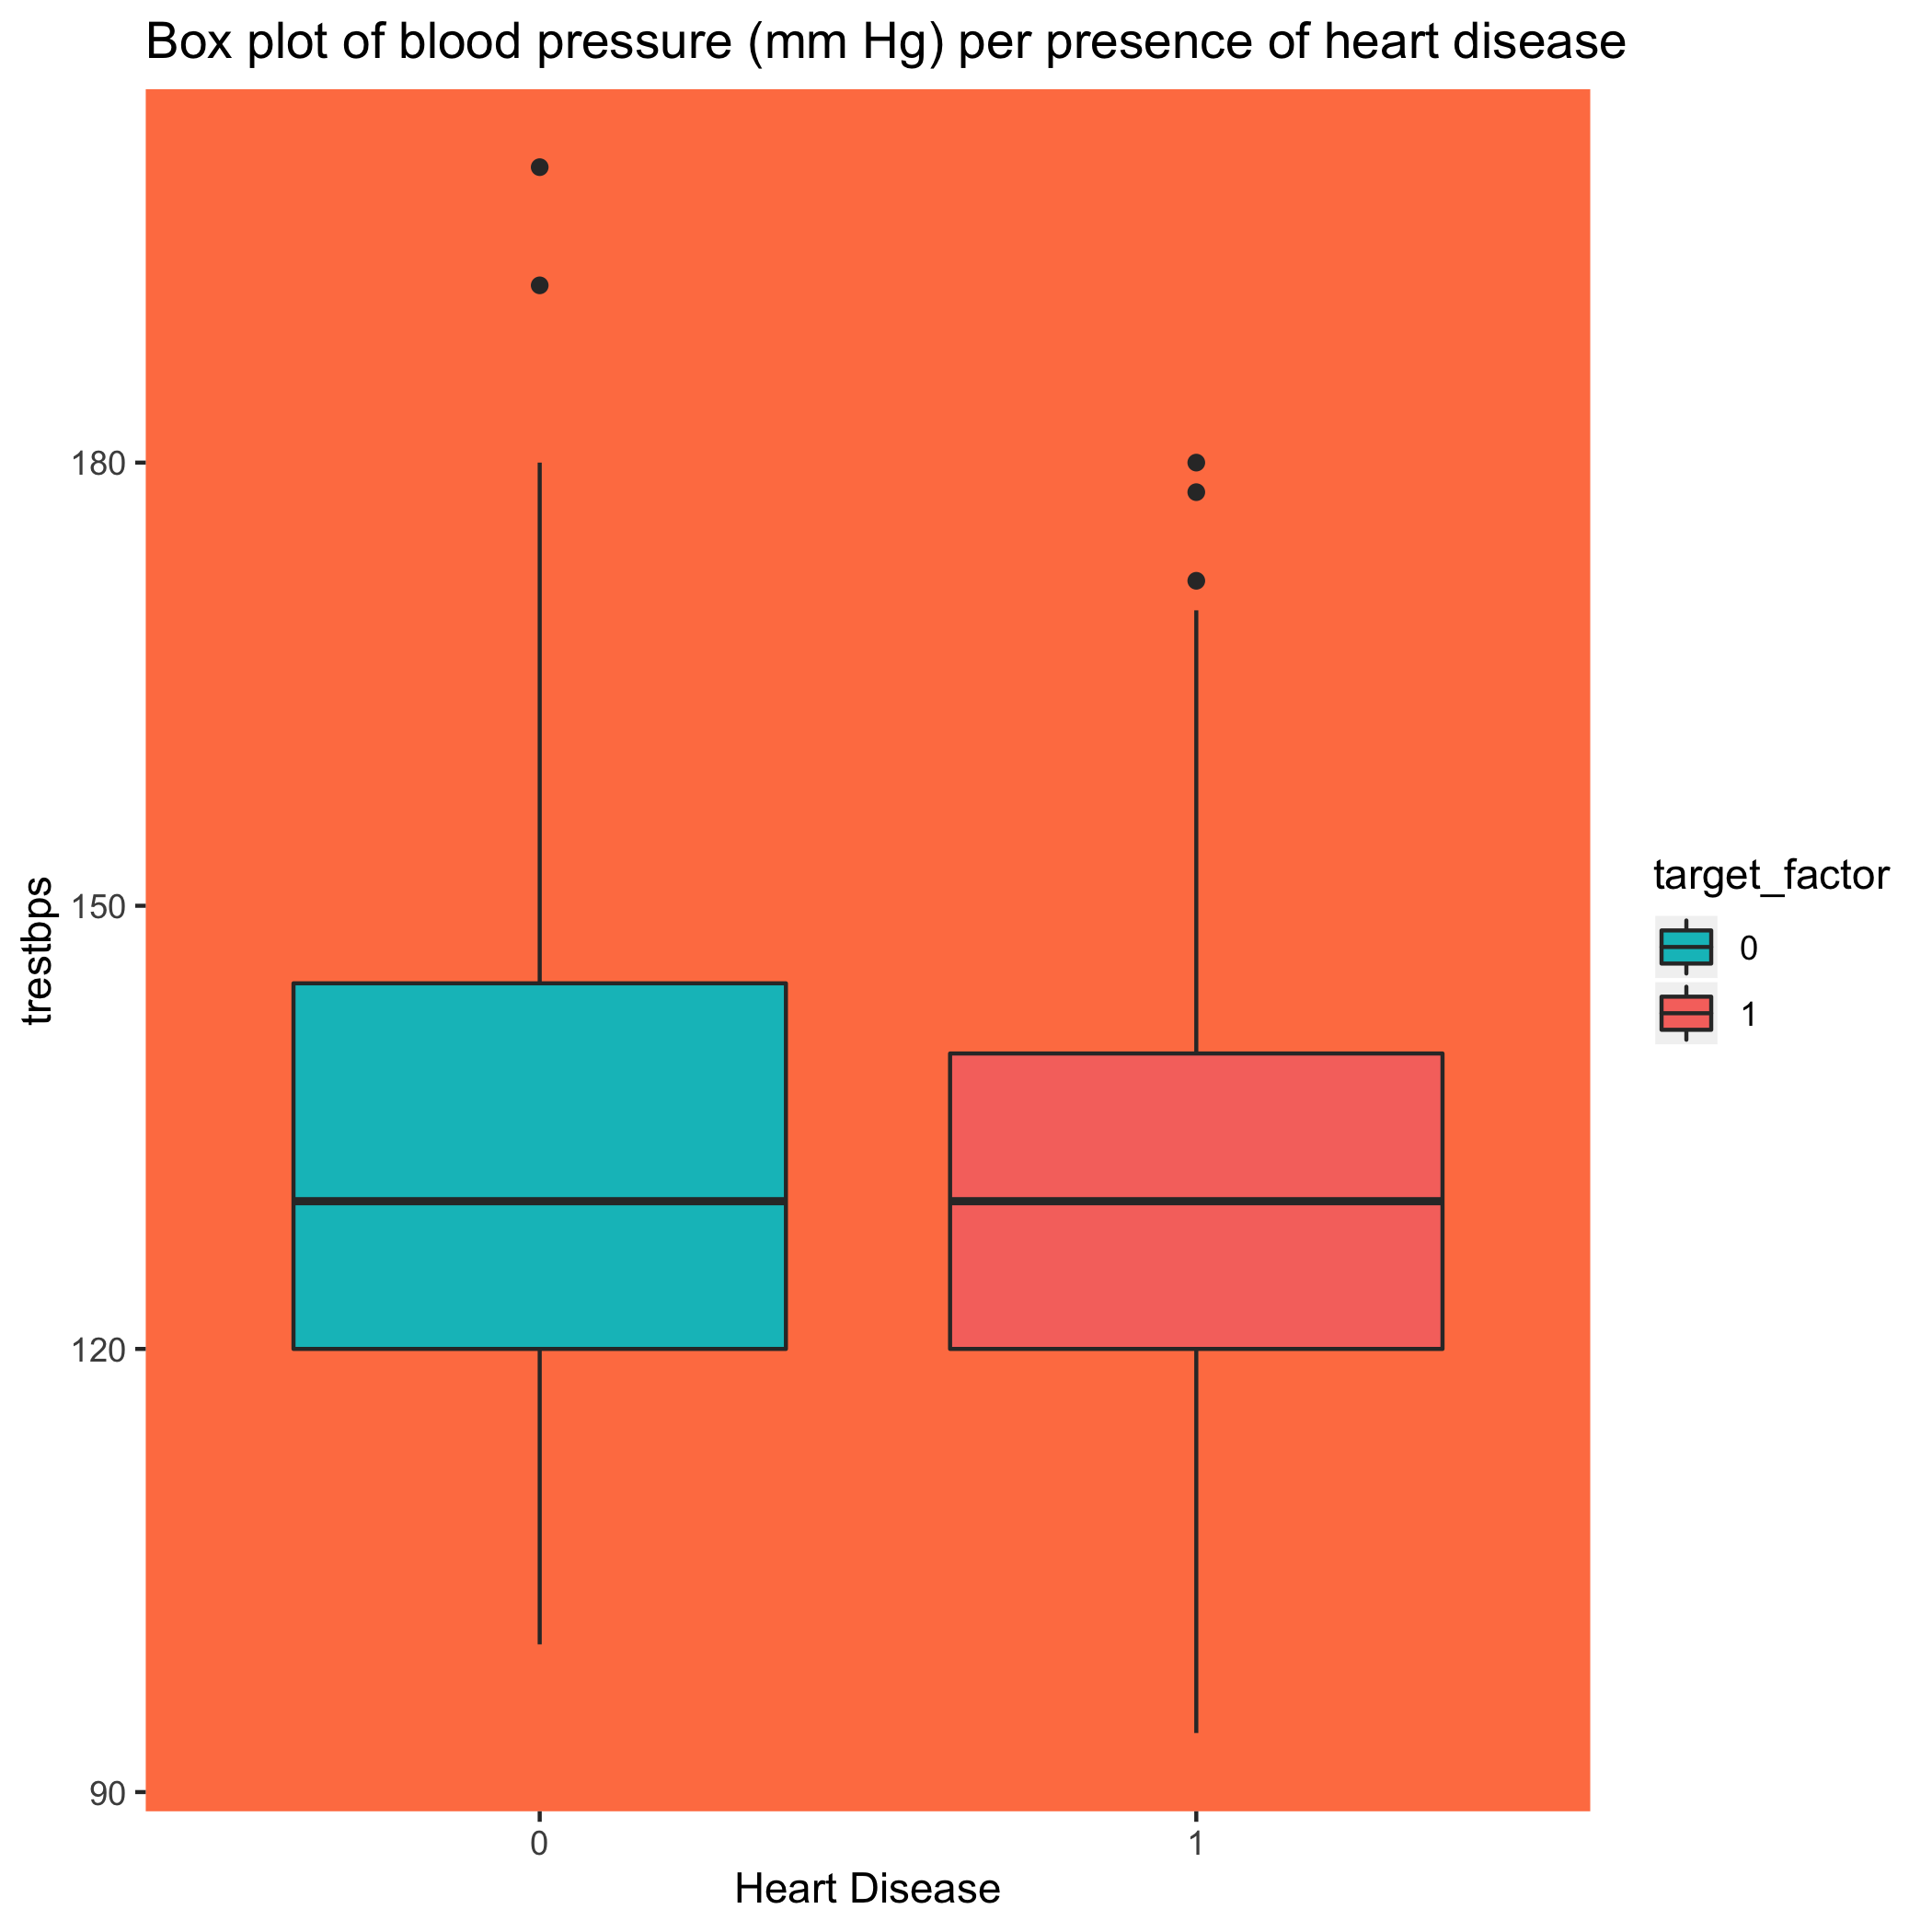 Box plot of blood pressure (mm Hg) per presence of heart disease
trestbps
180
150
120
90
0
1
Heart Disease
target_factor
0
1